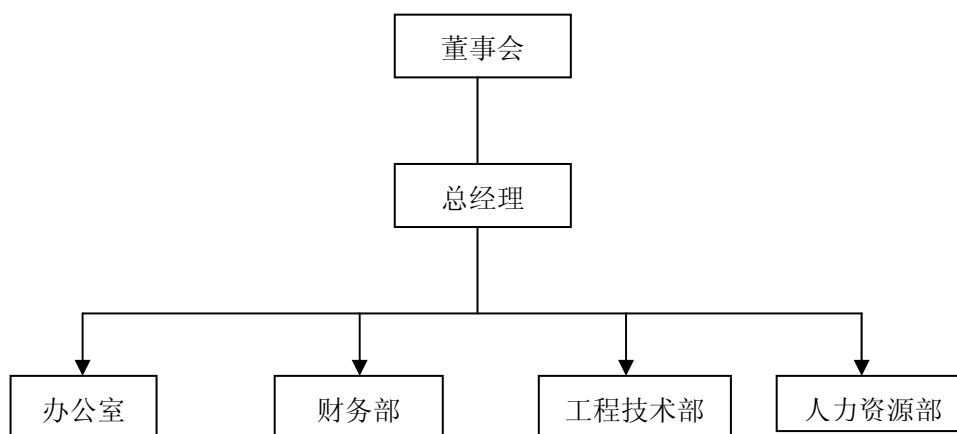 董事会
总经理
办公室
财务部
工程技术部
人力资源部